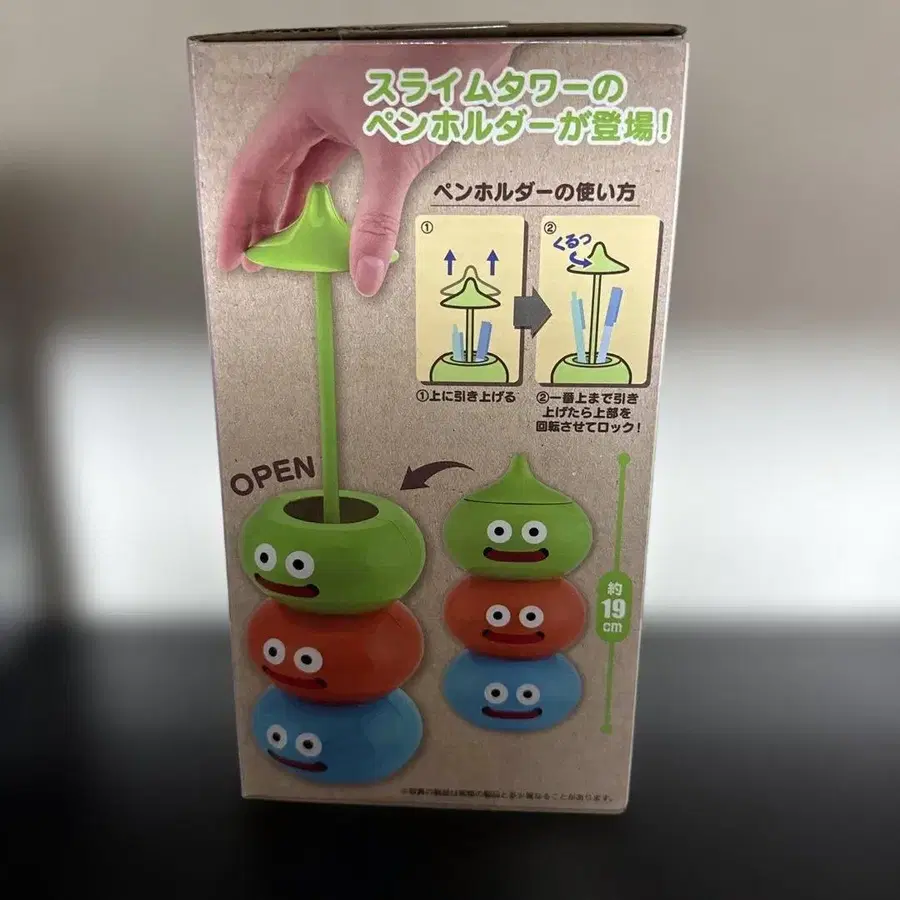 スライムタワーの
ペンホルダーが登場!
ペンホルダーの使い方
①
②
くるっ
①上に引き上げる
②一番上まで引き
上げたら上部を
回転させてロック!
OPEN
約
19
cm